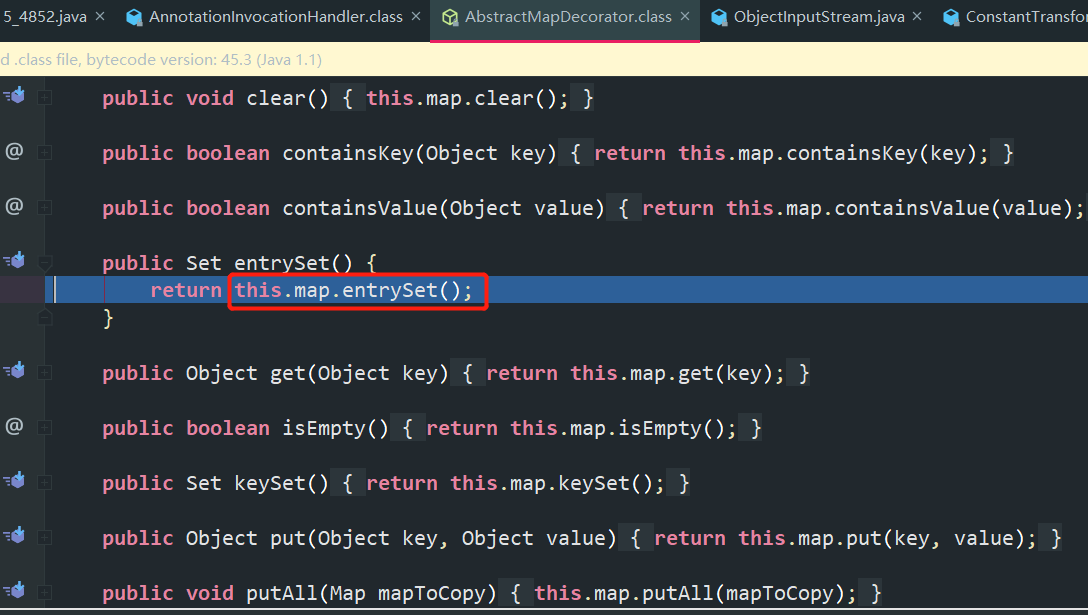 5_4852.java × AnnotationInvocationHandler.class × AbstractMapDecorator.class × ObjectInputStream.java × ConstantTransfor
d .class file, bytecode version: 45.3 (Java 1.1)
public void clear() { this.map.clear(); }
@ public boolean containsKey(Object key) { return this.map.containsKey(key); }
@ public boolean containsValue(Object value) { return this.map.containsValue(value);
public Set entrySet() {
return this.map.entrySet();
}
public Object get(Object key) { return this.map.get(key); }
@ public boolean isEmpty() { return this.map.isEmpty(); }
public Set keySet() { return this.map.keySet(); }
public Object put(Object key, Object value) { return this.map.put(key, value); }
public void putAll(Map mapToCopy) { this.map.putAll(mapToCopy); }